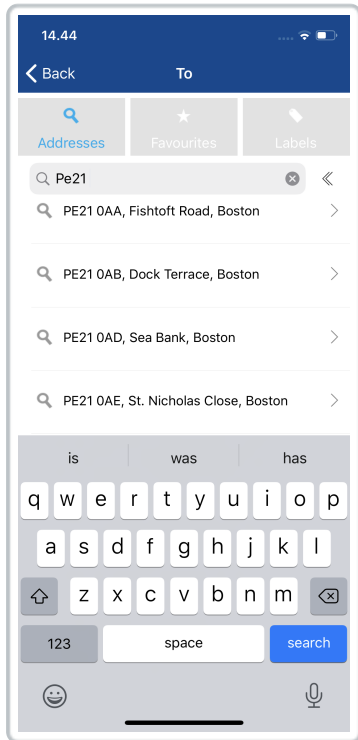 14.44
Back
To
Addresses
Favourites
Labels
Pe21
PE21 0AA, Fishtoft Road, Boston
PE21 0AB, Dock Terrace, Boston
PE21 0AD, Sea Bank, Boston
PE21 0AE, St. Nicholas Close, Boston
is was has
q w e r t y u i o p
a s d f g h j k l
z x c v b n m
123 space search